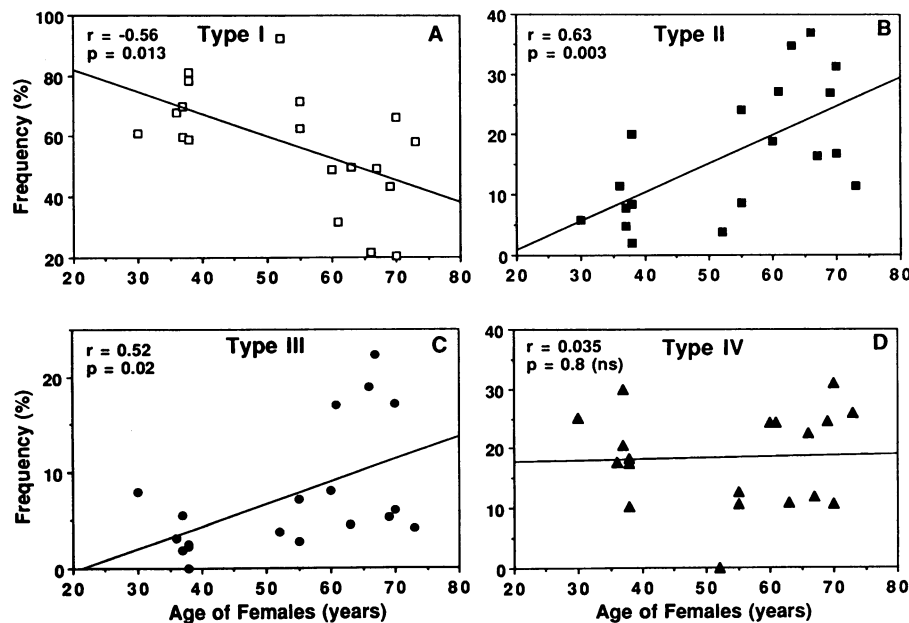 Type I
A
r = -0.56
p = 0.013
Frequency (%)
100
80
60
40
20
20 30 40 50 60 70 80
Type II
B
r = 0.63
p = 0.003
40
30
20
10
0
20 30 40 50 60 70 80
Type III
C
r = 0.52
p = 0.02
Frequency (%)
20
10
0
20 30 40 50 60 70 80
Age of Females (years)
Type IV
D
r = 0.035
p = 0.8 (ns)
40
30
20
10
0
20 30 40 50 60 70 80
Age of Females (years)